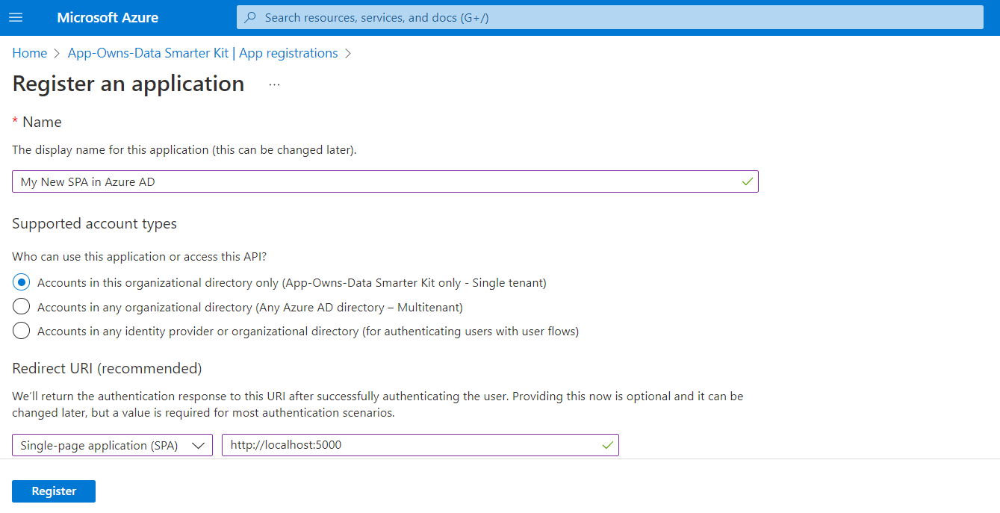 Microsoft Azure
Search resources, services, and docs (G+/)
Home > App-Owns-Data Smarter Kit | App registrations >
Register an application ...
* Name
The display name for this application (this can be changed later).
My New SPA in Azure AD
Supported account types
Who can use this application or access this API?
Accounts in this organizational directory only (App-Owns-Data Smarter Kit only - Single tenant)
Accounts in any organizational directory (Any Azure AD directory – Multitenant)
Accounts in any identity provider or organizational directory (for authenticating users with user flows)
Redirect URI (recommended)
We'll return the authentication response to this URI after successfully authenticating the user. Providing this now is optional and it can be
changed later, but a value is required for most authentication scenarios.
Single-page application (SPA)
http://localhost:5000
Register